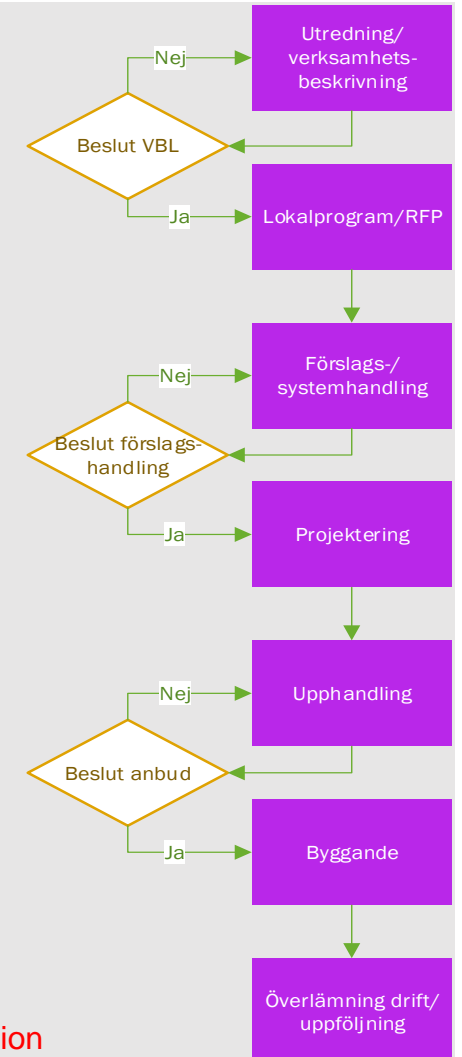 Utredning/
verksamhets-
beskrivning
Nej
Beslut VBL
Ja
Lokalprogram/RFP
Förslags-/
systemhandling
Nej
Beslut förslags-
handling
Ja
Projektering
Upphandling
Nej
Beslut anbud
Ja
Byggande
Överlämning drift/
uppföljning
ion